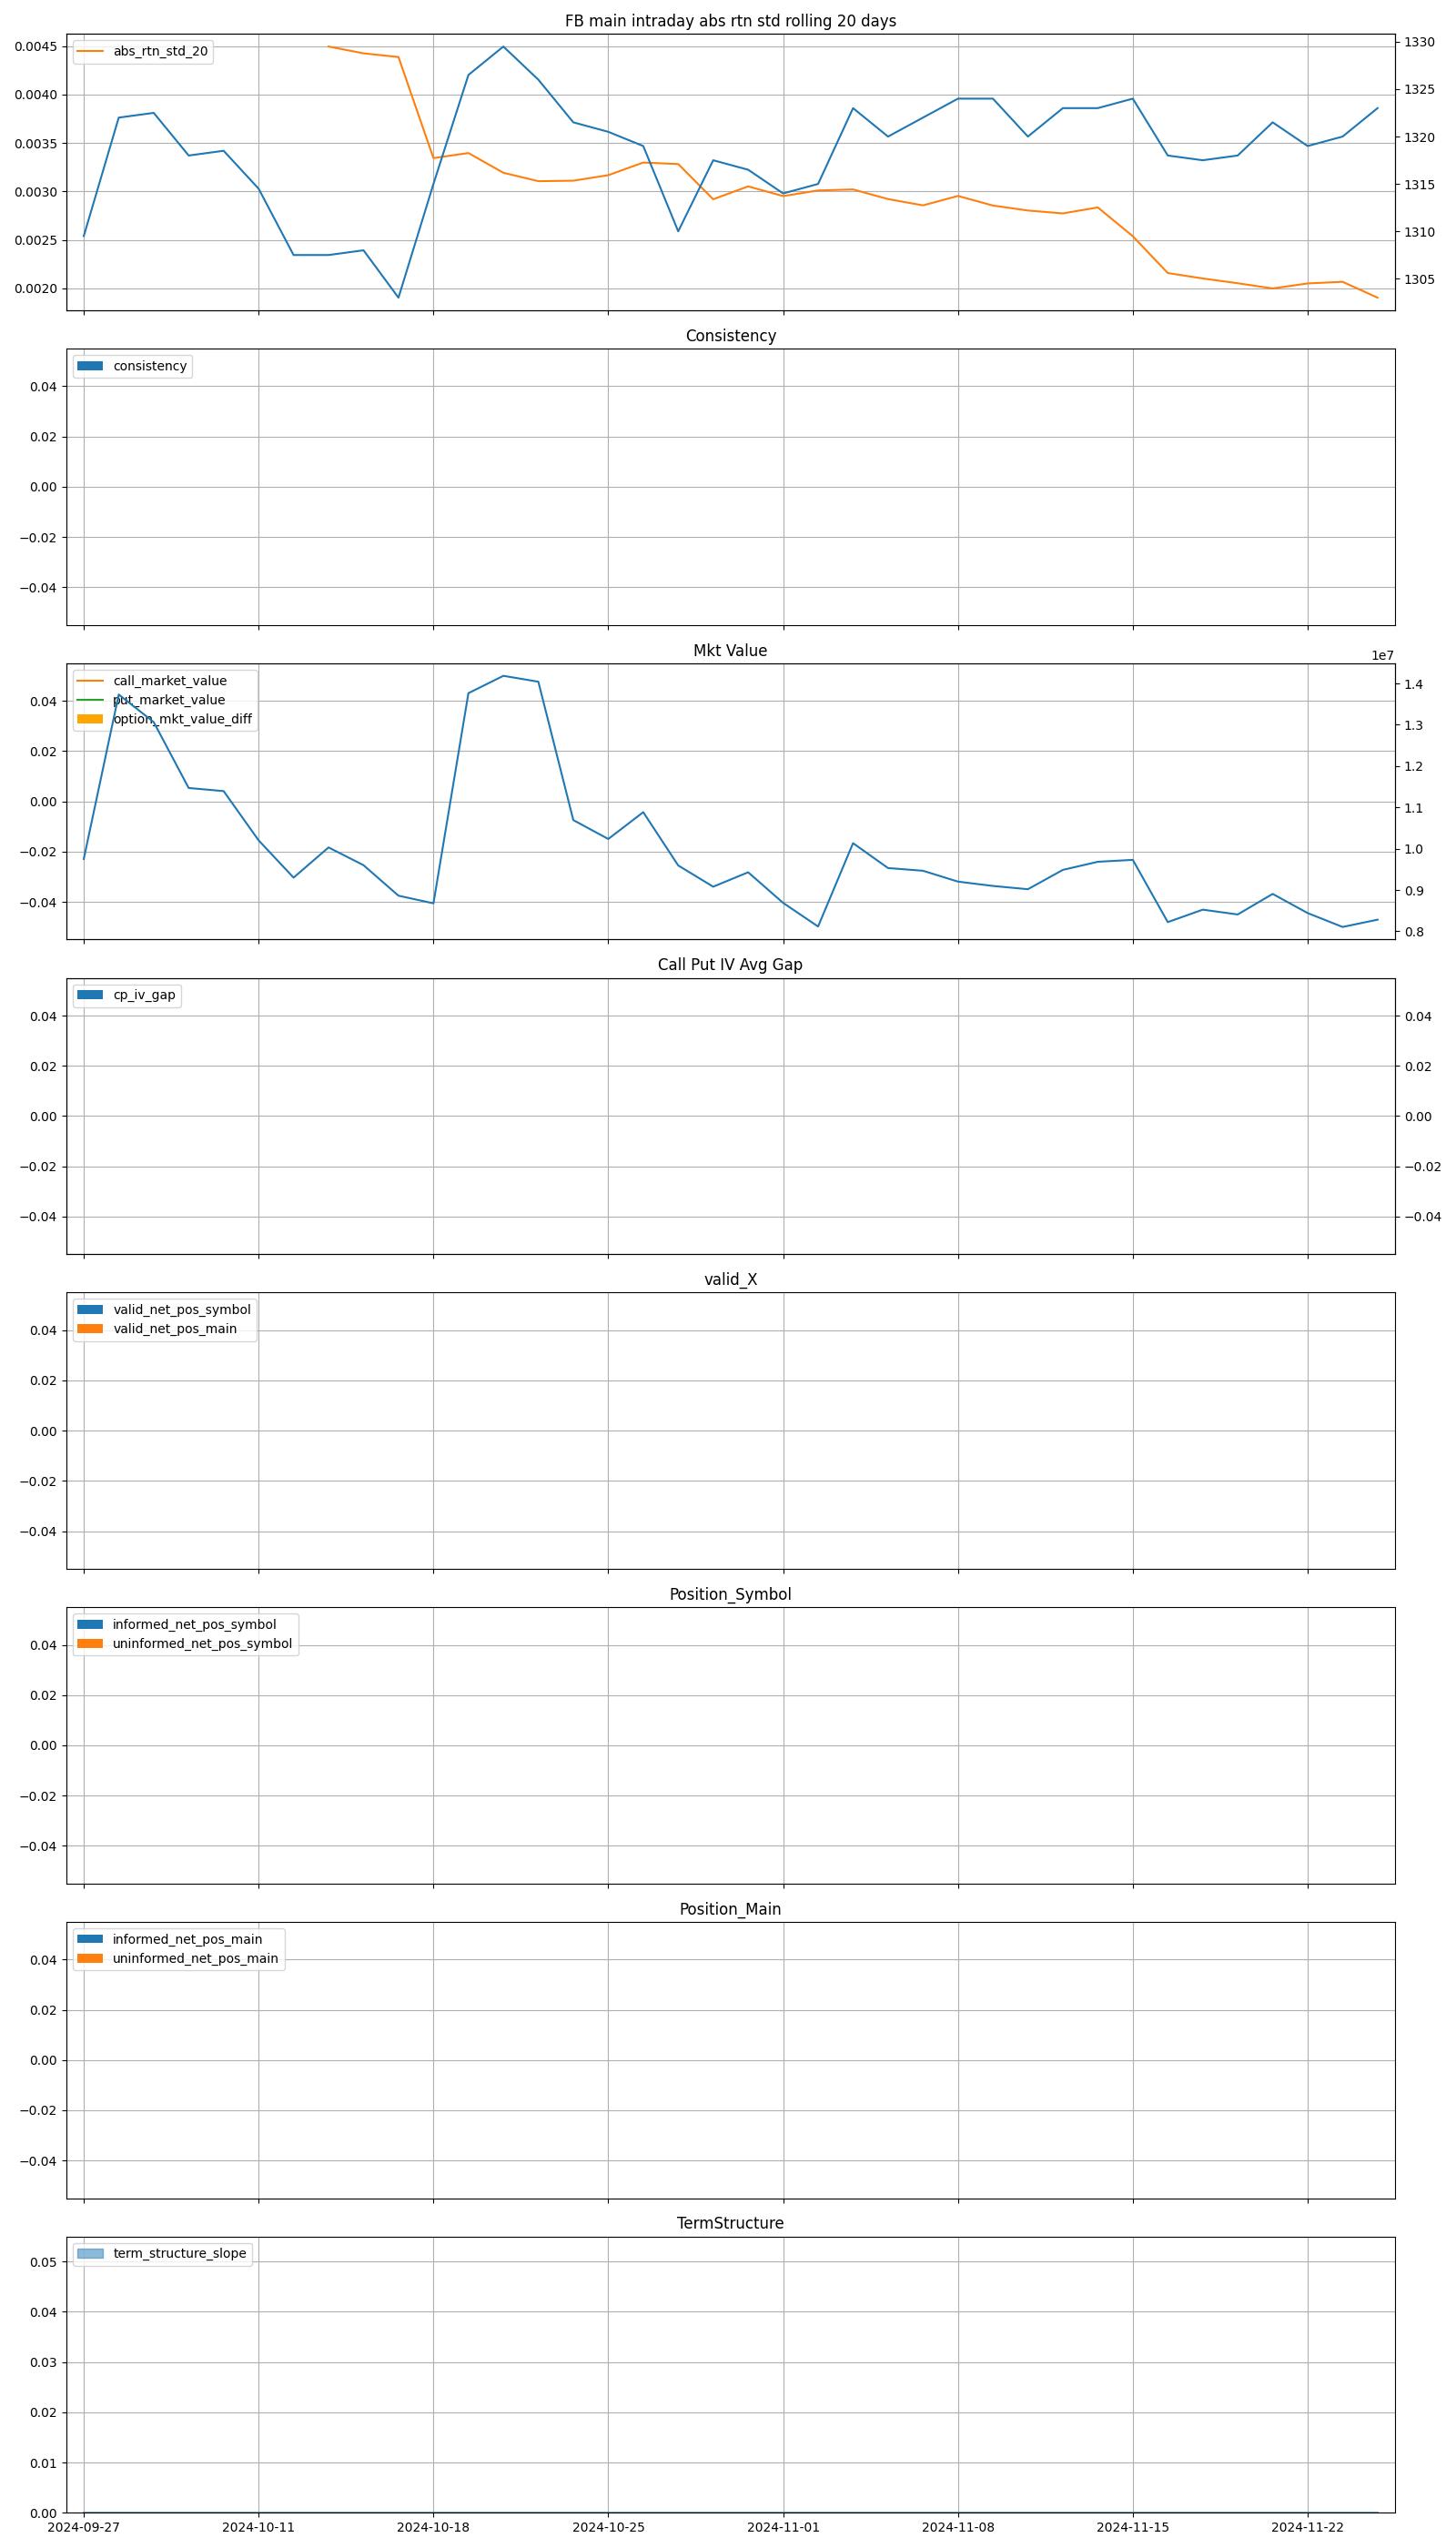 FB main intraday abs rtn std rolling 20 days
abs_rtn_std_20
0.0045
0.0040
0.0035
0.0030
0.0025
0.0020
1330
1325
1320
1315
1310
1305
Consistency
consistency
0.04
0.02
0.00
−0.02
−0.04
Mkt Value
1e7
call_market_value
put_market_value
option_mkt_value_diff
0.04
0.02
0.00
−0.02
−0.04
1.4
1.3
1.2
1.1
1.0
0.9
0.8
Call Put IV Avg Gap
cp_iv_gap
0.04
0.02
0.00
−0.02
−0.04
0.04
0.02
0.00
−0.02
−0.04
valid_X
valid_net_pos_symbol
valid_net_pos_main
0.04
0.02
0.00
−0.02
−0.04
Position_Symbol
informed_net_pos_symbol
uninformed_net_pos_symbol
0.04
0.02
0.00
−0.02
−0.04
Position_Main
informed_net_pos_main
uninformed_net_pos_main
0.04
0.02
0.00
−0.02
−0.04
TermStructure
term_structure_slope
0.05
0.04
0.03
0.02
0.01
0.00
2024-09-27 2024-10-11 2024-10-18 2024-10-25 2024-11-01 2024-11-08 2024-11-15 2024-11-22